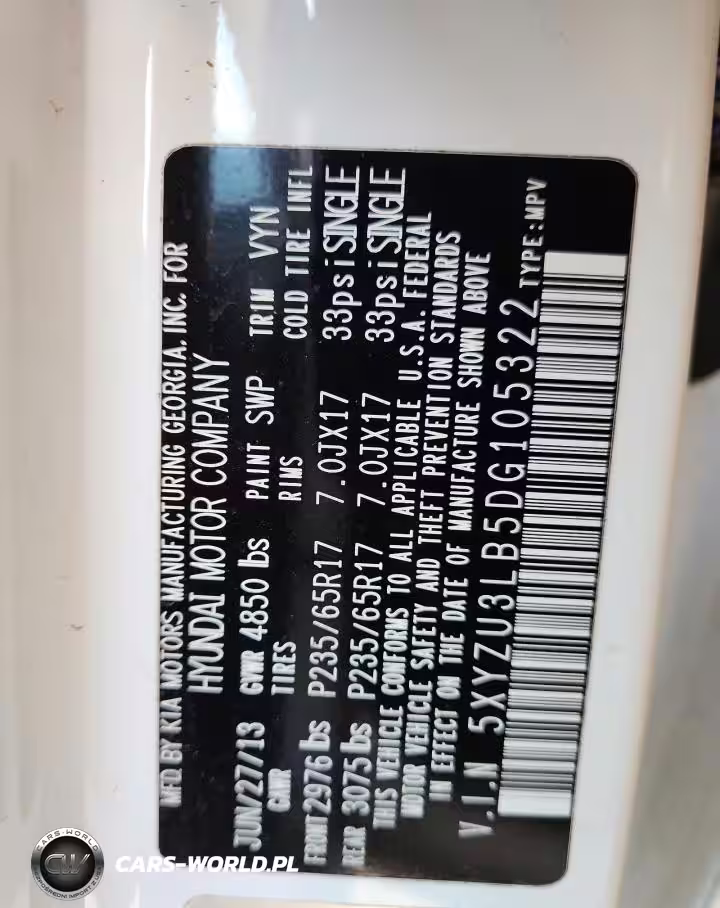 MFD. BY KIA MOTORS MANUFACTURING GEORGIA, INC. FOR
HYUNDAI MOTOR COMPANY
JUN/27/13 GVWR 4850 lbs PAINT SWP TRIM VYN
GAWR TIRES RIMS COLD TIRE INFL
FRONT 2976 lbs P235/65R17 7.0JX17 33psi SINGLE
REAR 3075 lbs P235/65R17 7.0JX17 33psi SINGLE
THIS VEHICLE CONFORMS TO ALL APPLICABLE U.S.A. FEDERAL
MOTOR VEHICLE SAFETY AND THEFT PREVENTION STANDARDS
IN EFFECT ON THE DATE OF MANUFACTURE SHOWN ABOVE
V.I.N 5XYZU3LB5DG105322 TYPE:MPV
CARS-WORLD
CW
CARS-WORLD.PL